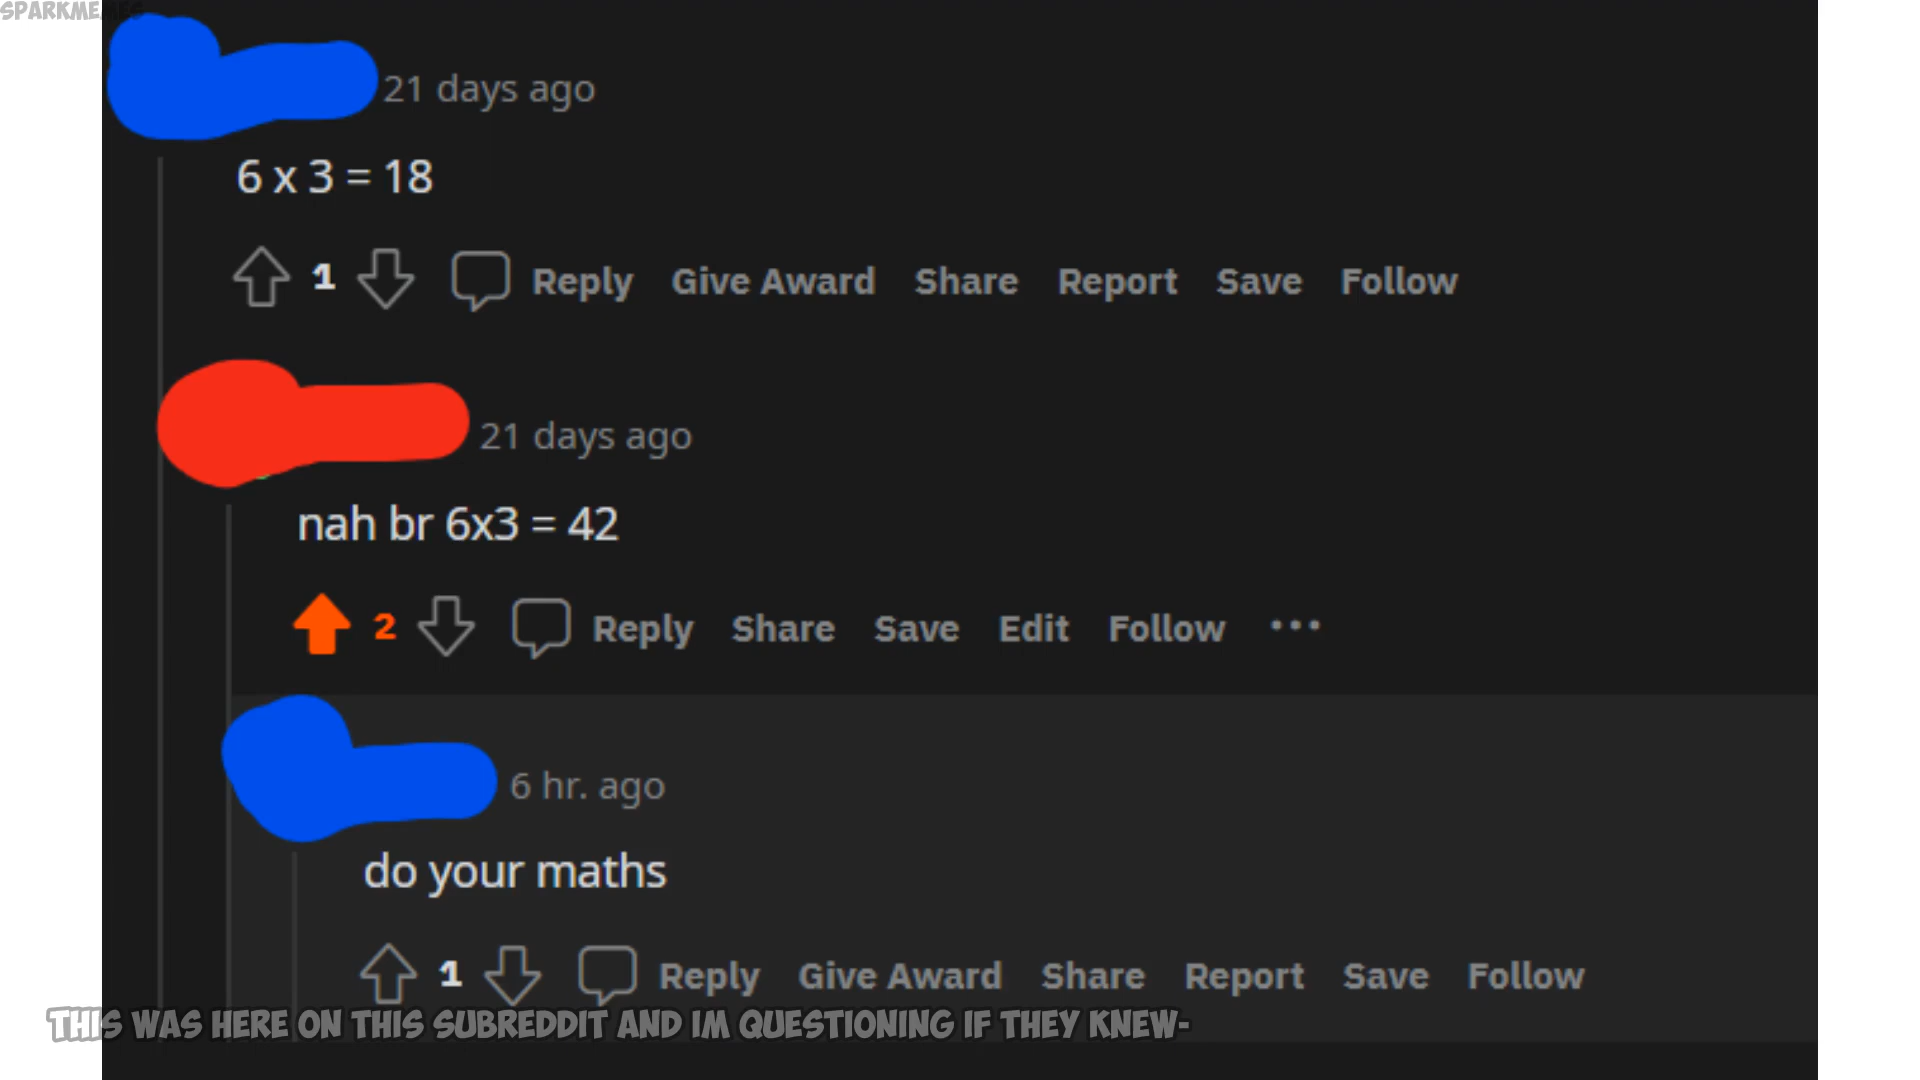 SPARKMEMES
21 days ago
6 x 3 = 18
1 Reply Give Award Share Report Save Follow
21 days ago
nah br 6x3 = 42
2 Reply Share Save Edit Follow ...
6 hr. ago
do your maths
1 Reply Give Award Share Report Save Follow
THIS WAS HERE ON THIS SUBREDDIT AND IM QUESTIONING IF THEY KNEW-